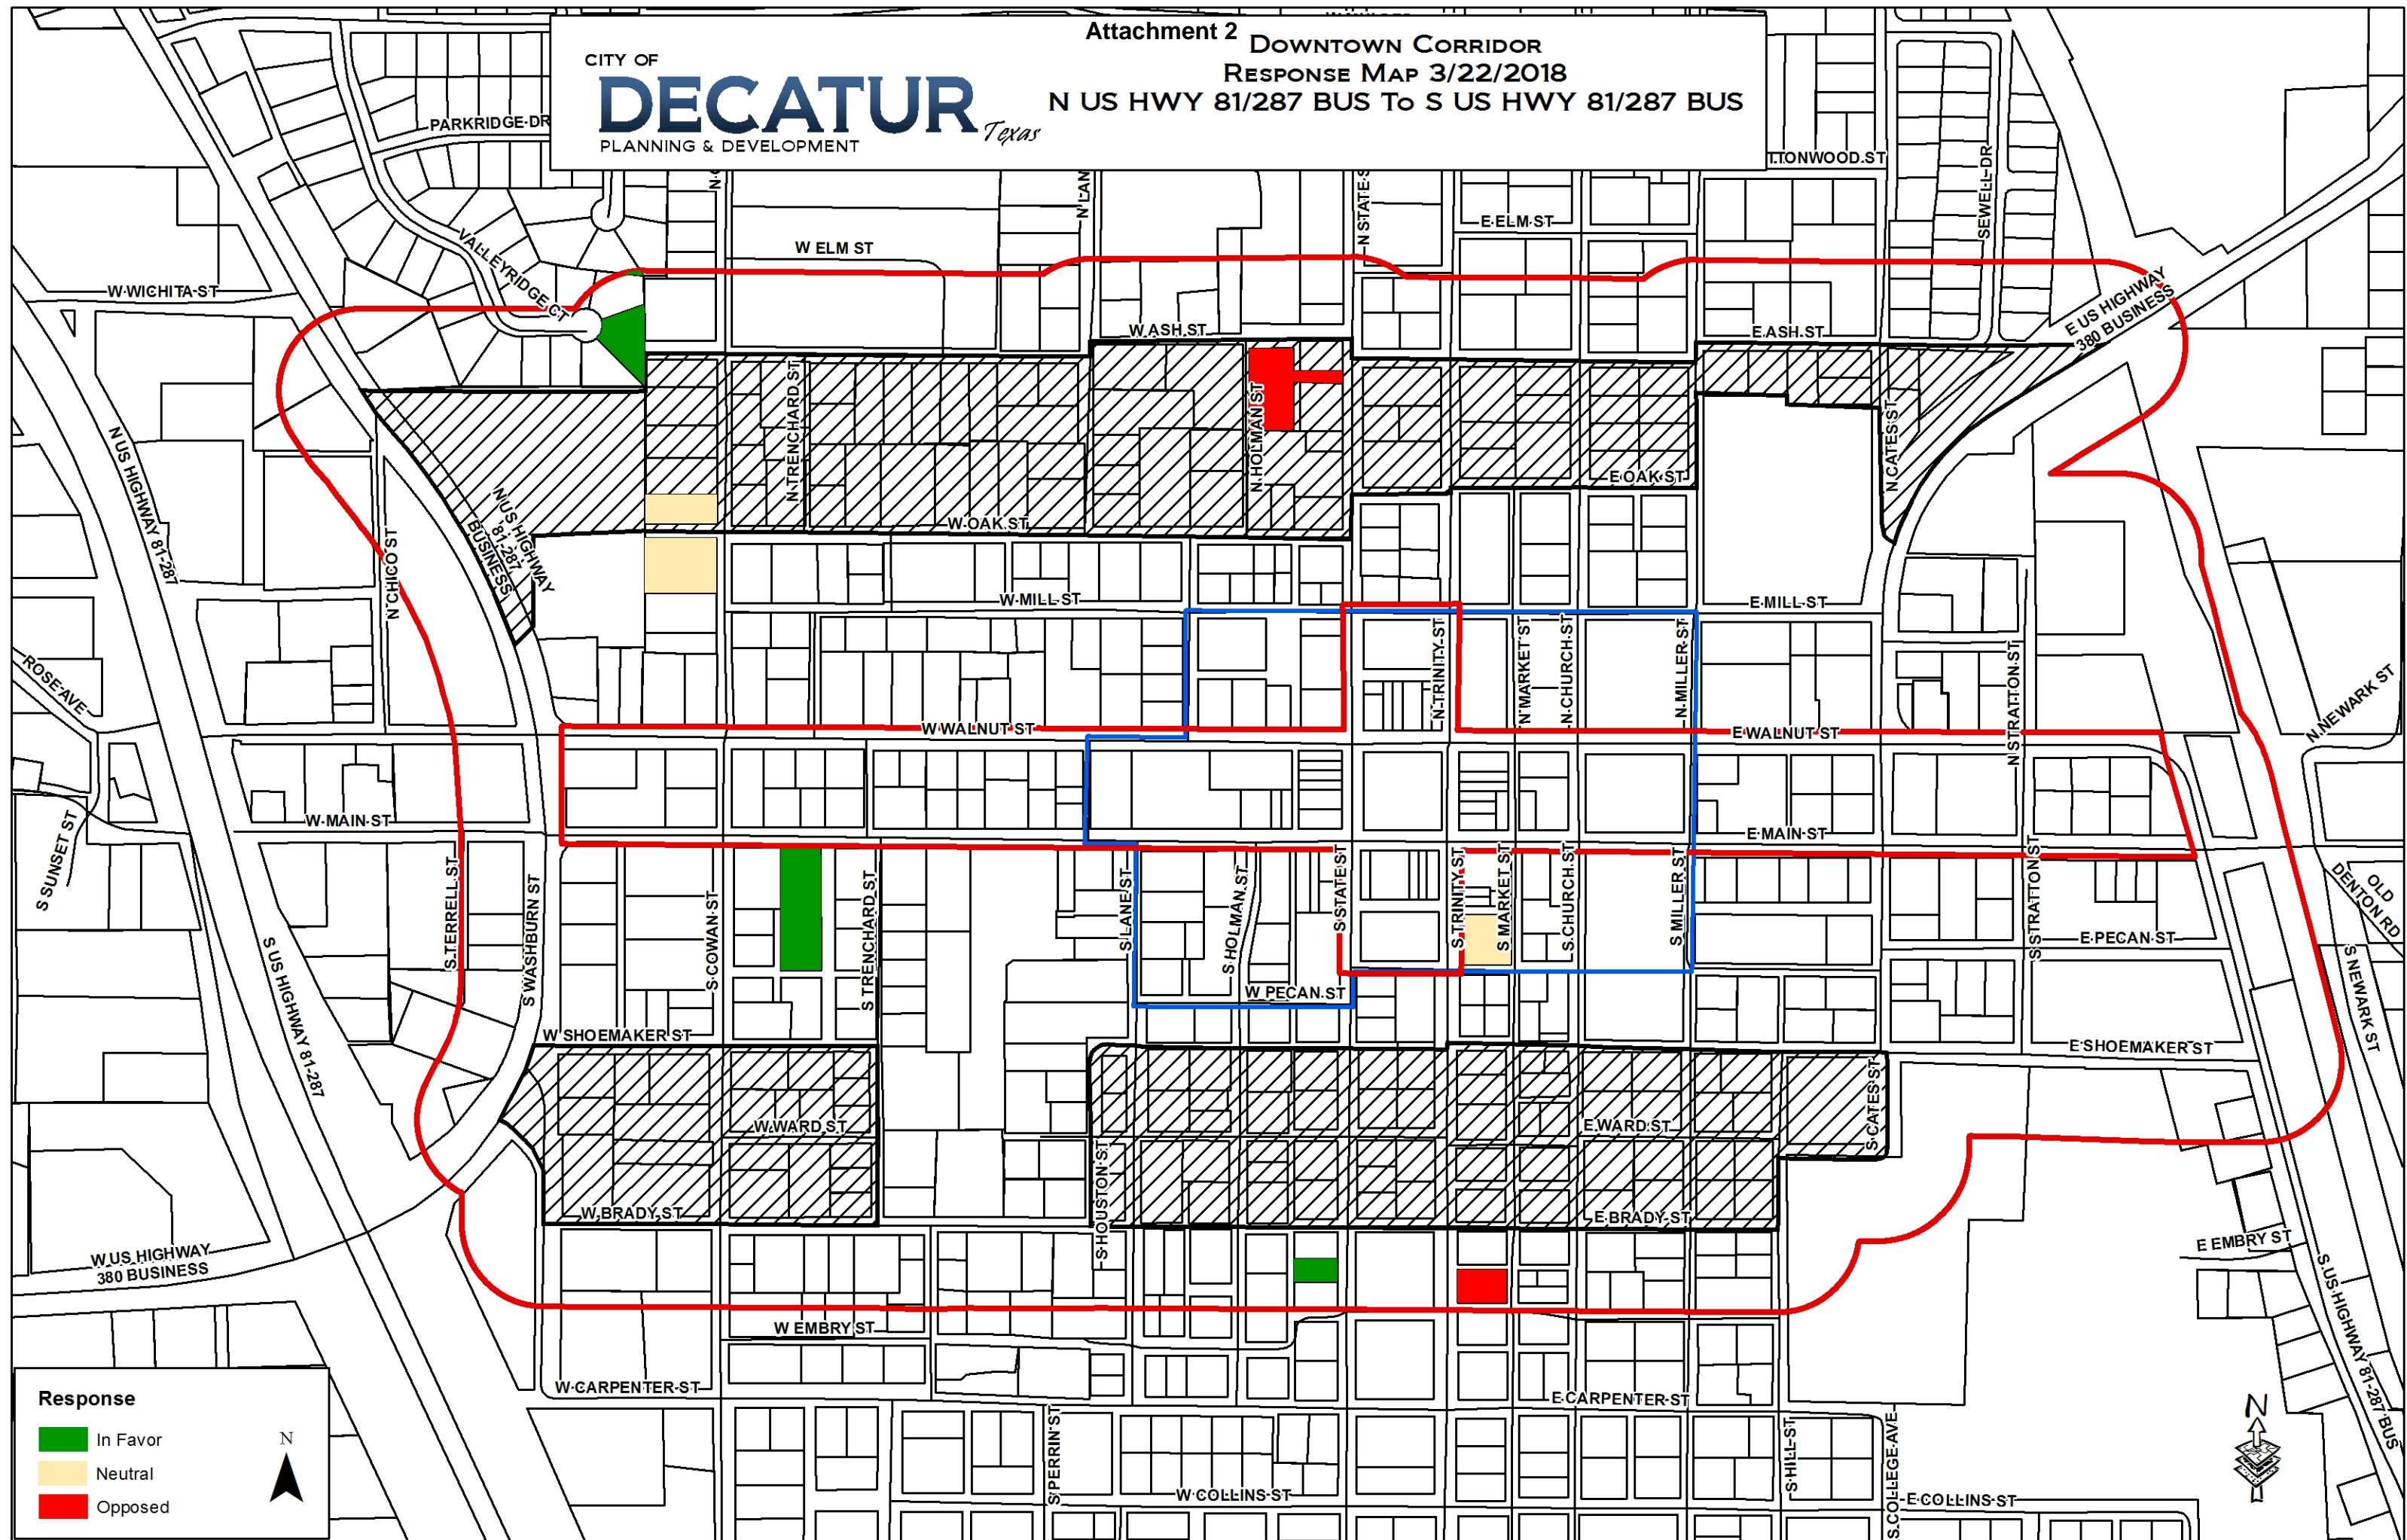 Attachment 2
CITY OF
DECATUR
Texas
PLANNING & DEVELOPMENT
DOWNTOWN CORRIDOR
RESPONSE MAP 3/22/2018
N US HWY 81/287 BUS TO S US HWY 81/287 BUS
PARKRIDGE DR
VALLEYRIDGE CT
W WICHITA ST
W ELM ST
N STATE S
E ELM ST
SEWELL DR
E US HIGHWAY
380 BUSINESS
W ASH ST
E ASH ST
N TRENCHARD ST
N HOLMAN ST
N CATES ST
E OAK ST
W OAK ST
N US HIGHWAY 81-287
N US HIGHWAY
81-287
BUSINESS
N CHICO ST
W MILL ST
E MILL ST
N TRINITY ST
N MARKET ST
N CHURCH ST
N MILLER ST
N STRATTON ST
N NEWARK ST
ROSE AVE
W WALNUT ST
E WALNUT ST
W MAIN ST
E MAIN ST
S SUNSET ST
S TERRELL ST
S WASHBURN ST
S COWAN ST
S TRENCHARD ST
S LANE ST
S HOLMAN ST
S STATE ST
S TRINITY ST
S MARKET ST
S CHURCH ST
S MILLER ST
S STRATTON ST
OLD
DENTON RD
E PECAN ST
W PECAN ST
S US HIGHWAY 81-287
S NEWARK ST
W SHOEMAKER ST
E SHOEMAKER ST
W WARD ST
E WARD ST
S CATES ST
S HOUSTON ST
W BRADY ST
E BRADY ST
W US HIGHWAY
380 BUSINESS
E EMBRY ST
W EMBRY ST
S US HIGHWAY 81-287 BUS
W CARPENTER ST
E CARPENTER ST
S PERRIN ST
S HILL ST
S COLLEGE AVE
W COLLINS ST
E COLLINS ST
Response
In Favor
Neutral
Opposed
N
N